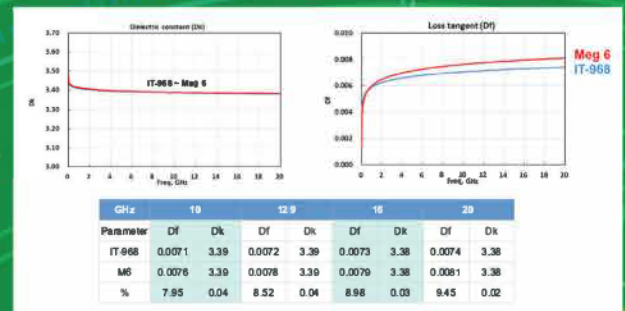 Dielectric constant (Dk)
3.70
3.60
3.50
3.40
3.30
3.20
3.10
3.00
Dk
IT-968 ~ Meg 6
0 2 4 6 8 10 12 14 16 18 20
Freq, GHz
Loss tangent (Df)
0.010
0.008
0.006
0.004
0.002
0.000
Df
0 2 4 6 8 10 12 14 16 18 20
Freq, GHz
Meg 6
IT-968
GHz 10 12.9 16 20
Parameter Df Dk Df Dk Df Dk Df Dk
IT-968 0.0071 3.39 0.0072 3.39 0.0073 3.38 0.0074 3.38
M6 0.0076 3.39 0.0078 3.39 0.0079 3.38 0.0081 3.38
% 7.95 0.04 8.52 0.04 8.98 0.03 9.45 0.02